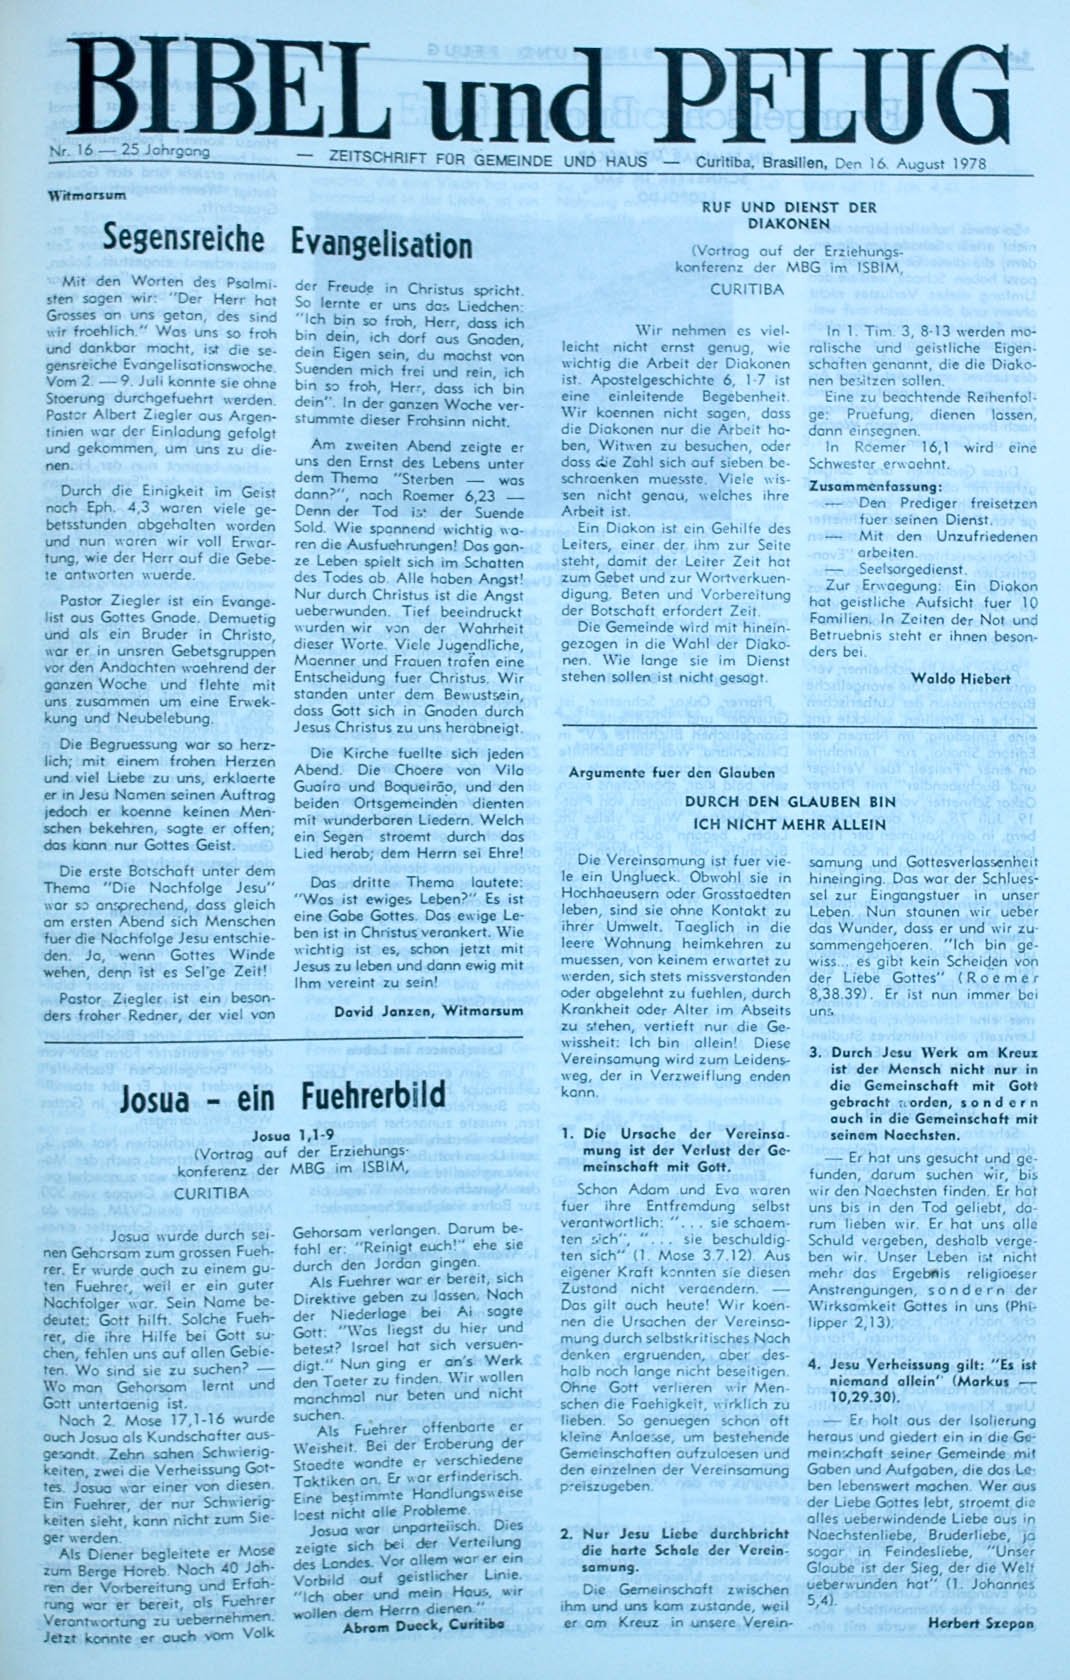 BIBEL und PFLUG
Nr. 16 — 25 Jahrgang — ZEITSCHRIFT FÜR GEMEINDE UND HAUS — Curitiba, Brasilien, Den 16. August 1978
Witmarsum
Segensreiche Evangelisation
Mit den Worten des Psalmi-
sten sagen wir: "Der Herr hat
Grosses an uns getan, des sind
wir froehlich." Was uns so froh
und dankbar macht, ist die se-
gensreiche Evangelisationswoche.
Vom 2. — 9. Juli konnte sie ohne
Stoerung durchgefuehrt werden.
Pastor Albert Ziegler aus Argen-
tinien war der Einladung gefolgt
und gekommen, um uns zu die-
nen.
Durch die Einigkeit im Geist
nach Eph. 4,3 waren viele ge-
betsstunden abgehalten worden
und nun waren wir voll Erwar-
tung, wie der Herr auf die Gebe-
te antworten wuerde.
Pastor Ziegler ist ein Evange-
list aus Gottes Gnade. Demuetig
und als ein Bruder in Christo,
war er in unsren Gebetsgruppen
vor den Andachten waehrend der
ganzen Woche und flehte mit
uns zusammen um eine Erwek-
kung und Neubelebung.
Die Begruessung war so herz-
lich; mit einem frohen Herzen
und viel Liebe zu uns, erklaerte
er in Jesu Namen seinen Auftrag
jedoch er koenne keinen Men-
schen bekehren, sagte er offen;
das kann nur Gottes Geist.
Die erste Botschaft unter dem
Thema "Die Nachfolge Jesu"
war so ansprechend, dass gleich
am ersten Abend sich Menschen
fuer die Nachfolge Jesu entschie-
den. Ja, wenn Gottes Winde
wehen, denn ist es Sel'ge Zeit!
Pastor Ziegler ist ein beson-
ders froher Redner, der viel von
der Freude in Christus spricht.
So lernte er uns das Liedchen:
"Ich bin so froh, Herr, dass ich
bin dein, ich darf aus Gnaden,
dein Eigen sein, du machst von
Suenden mich frei und rein, ich
bin so froh, Herr, dass ich bin
dein". In der ganzen Woche ver-
stummte dieser Frohsinn nicht.
Am zweiten Abend zeigte er
uns den Ernst des Lebens unter
dem Thema "Sterben — was
dann?", nach Roemer 6,23 —
Denn der Tod ist der Suende
Sold. Wie spannend wichtig wa-
ren die Ausfuehrungen! Das gan-
ze Leben spielt sich im Schatten
des Todes ab. Alle haben Angst!
Nur durch Christus ist die Angst
ueberwunden. Tief beeindruckt
wurden wir von der Wahrheit
dieser Worte. Viele Jugendliche,
Maenner und Frauen trafen eine
Entscheidung fuer Christus. Wir
standen unter dem Bewustsein,
dass Gott sich in Gnaden durch
Jesus Christus zu uns herabneigt.
Die Kirche fuellte sich jeden
Abend. Die Choere von Vila
Guaíra und Boqueirão, und den
beiden Ortsgemeinden dienten
mit wunderbaren Liedern. Welch
ein Segen stroemt durch das
Lied herab; dem Herrn sei Ehre!
Das dritte Thema lautete:
"Was ist ewiges Leben?" Es ist
eine Gabe Gottes. Das ewige Le-
ben ist in Christus verankert. Wie
wichtig ist es, schon jetzt mit
Jesus zu leben und dann ewig mit
Ihm vereint zu sein!
David Janzen, Witmarsum
Josua – ein Fuehrerbild
Josua 1,1-9
(Vortrag auf der Erziehungs-
konferenz der MBG im ISBIM,
CURITIBA
Josua wurde durch sei-
nen Gehorsam zum grossen Fueh-
rer. Er wurde auch zu einem gu-
ten Fuehrer, weil er ein guter
Nachfolger war. Sein Name be-
deutet: Gott hilft. Solche Fueh-
rer, die ihre Hilfe bei Gott su-
chen, fehlen uns auf allen Gebie-
ten. Wo sind sie zu suchen? —
Wo man Gehorsam lernt und
Gott untertaenig ist.
Nach 2. Mose 17,1-16 wurde
auch Josua als Kundschafter aus-
gesandt. Zehn sahen Schwierig-
keiten, zwei die Verheissung Got-
tes. Josua war einer von diesen.
Ein Fuehrer, der nur Schwierig-
keiten sieht, kann nicht zum Sie-
ger werden.
Als Diener begleitete er Mose
zum Berge Horeb. Nach 40 Jah-
ren der Vorbereitung und Erfah-
rung war er bereit, als Fuehrer
Verantwortung zu uebernehmen.
Jetzt konnte er auch vom Volk
Gehorsam verlangen. Darum be-
fahl er: "Reinigt euch!" ehe sie
durch den Jordan gingen.
Als Fuehrer war er bereit, sich
Direktive geben zu lassen. Nach
der Niederlage bei Ai sagte
Gott: "Was liegst du hier und
betest? Israel hat sich versuen-
digt." Nun ging er an's Werk
den Taeter zu finden. Wir wollen
manchmal nur beten und nicht
suchen.
Als Fuehrer offenbarte er
Weisheit. Bei der Eroberung der
Staedte wandte er verschiedene
Taktiken an. Er war erfinderisch.
Eine bestimmte Handlungsweise
loest nicht alle Probleme.
Josua war unparteiisch. Dies
zeigte sich bei der Verteilung
des Landes. Vor allem war er ein
Vorbild auf geistlicher Linie.
"Ich aber und mein Haus, wir
wollen dem Herrn dienen."
Abram Dueck, Curitiba
RUF UND DIENST DER
DIAKONEN
(Vortrag auf der Erziehungs-
konferenz der MBG im ISBIM,
CURITIBA
Wir nehmen es viel-
leicht nicht ernst genug, wie
wichtig die Arbeit der Diakonen
ist. Apostelgeschichte 6, 1-7 ist
eine einleitende Begebenheit.
Wir koennen nicht sagen, dass
die Diakonen nur die Arbeit ha-
ben, Witwen zu besuchen, oder
dass die Zahl sich auf sieben be-
schraenken muesste. Viele wis-
sen nicht genau, welches ihre
Arbeit ist.
Ein Diakon ist ein Gehilfe des
Leiters, einer der ihm zur Seite
steht, damit der Leiter Zeit hat
zum Gebet und zur Wortverkuen-
digung. Beten und Vorbereitung
der Botschaft erfordert Zeit.
Die Gemeinde wird mit hinein-
gezogen in die Wahl der Diako-
nen. Wie lange sie im Dienst
stehen sollen ist nicht gesagt.
In 1. Tim. 3, 8-13 werden mo-
ralische und geistliche Eigen-
schaften genannt, die die Diako-
nen besitzen sollen.
Eine zu beachtende Reihenfol-
ge: Pruefung, dienen lassen,
dann einsegnen.
In Roemer 16,1 wird eine
Schwester erwaehnt.
Zusammenfassung:
— Den Prediger freisetzen
fuer seinen Dienst.
— Mit den Unzufriedenen
arbeiten.
— Seelsorgedienst.
Zur Erwaegung: Ein Diakon
hat geistliche Aufsicht fuer 10
Familien. In Zeiten der Not und
Betruebnis steht er ihnen beson-
ders bei.
Waldo Hiebert
Argumente fuer den Glauben
DURCH DEN GLAUBEN BIN
ICH NICHT MEHR ALLEIN
Die Vereinsamung ist fuer vie-
le ein Unglueck. Obwohl sie in
Hochhaeusern oder Grosstaedten
leben, sind sie ohne Kontakt zu
ihrer Umwelt. Taeglich in die
leere Wohnung heimkehren zu
muessen, von keinem erwartet zu
werden, sich stets missverstanden
oder abgelehnt zu fuehlen, durch
Krankheit oder Alter im Abseits
zu stehen, vertieft nur die Ge-
wissheit: Ich bin allein! Diese
Vereinsamung wird zum Leidens-
weg, der in Verzweiflung enden
kann.
1. Die Ursache der Vereinsa-
mung ist der Verlust der Ge-
meinschaft mit Gott.
Schon Adam und Eva waren
fuer ihre Entfremdung selbst
verantwortlich: "... sie schaem-
ten sich", "... sie beschuldig-
ten sich" (1. Mose 3.7.12). Aus
eigener Kraft konnten sie diesen
Zustand nicht veraendern. —
Das gilt auch heute! Wir koen-
nen die Ursachen der Vereinsa-
mung durch selbstkritisches Nach
denken ergruenden, aber des-
halb noch lange nicht beseitigen.
Ohne Gott verlieren wir Men-
schen die Faehigkeit, wirklich zu
lieben. So genuegen schon oft
kleine Anlaesse, um bestehende
Gemeinschaften aufzuloesen und
den einzelnen der Vereinsamung
preiszugeben.
2. Nur Jesu Liebe durchbricht
die harte Schale der Verein-
samung.
Die Gemeinschaft zwischen
ihm und uns kam zustande, weil
er am Kreuz in unsere Verein-
samung und Gottesverlassenheit
hineinging. Das war der Schlues-
sel zur Eingangstuer in unser
Leben. Nun staunen wir ueber
das Wunder, dass er und wir zu-
sammengehoeren. "Ich bin ge-
wiss... es gibt kein Scheiden von
der Liebe Gottes" (Roemer
8,38.39). Er ist nun immer bei
uns.
3. Durch Jesu Werk am Kreuz
ist der Mensch nicht nur in
die Gemeinschaft mit Gott
gebracht worden, sondern
auch in die Gemeinschaft mit
seinem Naechsten.
— Er hat uns gesucht und ge-
funden, darum suchen wir, bis
wir den Naechsten finden. Er hat
uns bis in den Tod geliebt, da-
rum lieben wir. Er hat uns alle
Schuld vergeben, deshalb verge-
ben wir. Unser Leben ist nicht
mehr das Ergebnis religioeser
Anstrengungen, sondern der
Wirksamkeit Gottes in uns (Phi-
lipper 2,13).
4. Jesu Verheissung gilt: "Es ist
niemand allein" (Markus —
10,29.30).
— Er holt aus der Isolierung
heraus und giedert ein in die Ge-
meinschaft seiner Gemeinde mit
Gaben und Aufgaben, die das Le-
ben lebenswert machen. Wer aus
der Liebe Gottes lebt, stroemt die
alles ueberwindende Liebe aus in
Naechstenliebe, Bruderliebe, ja
sogar in Feindesliebe, "Unser
Glaube ist der Sieg, der die Welt
ueberwunden hat" (1. Johannes
5,4).
Herbert Szepan